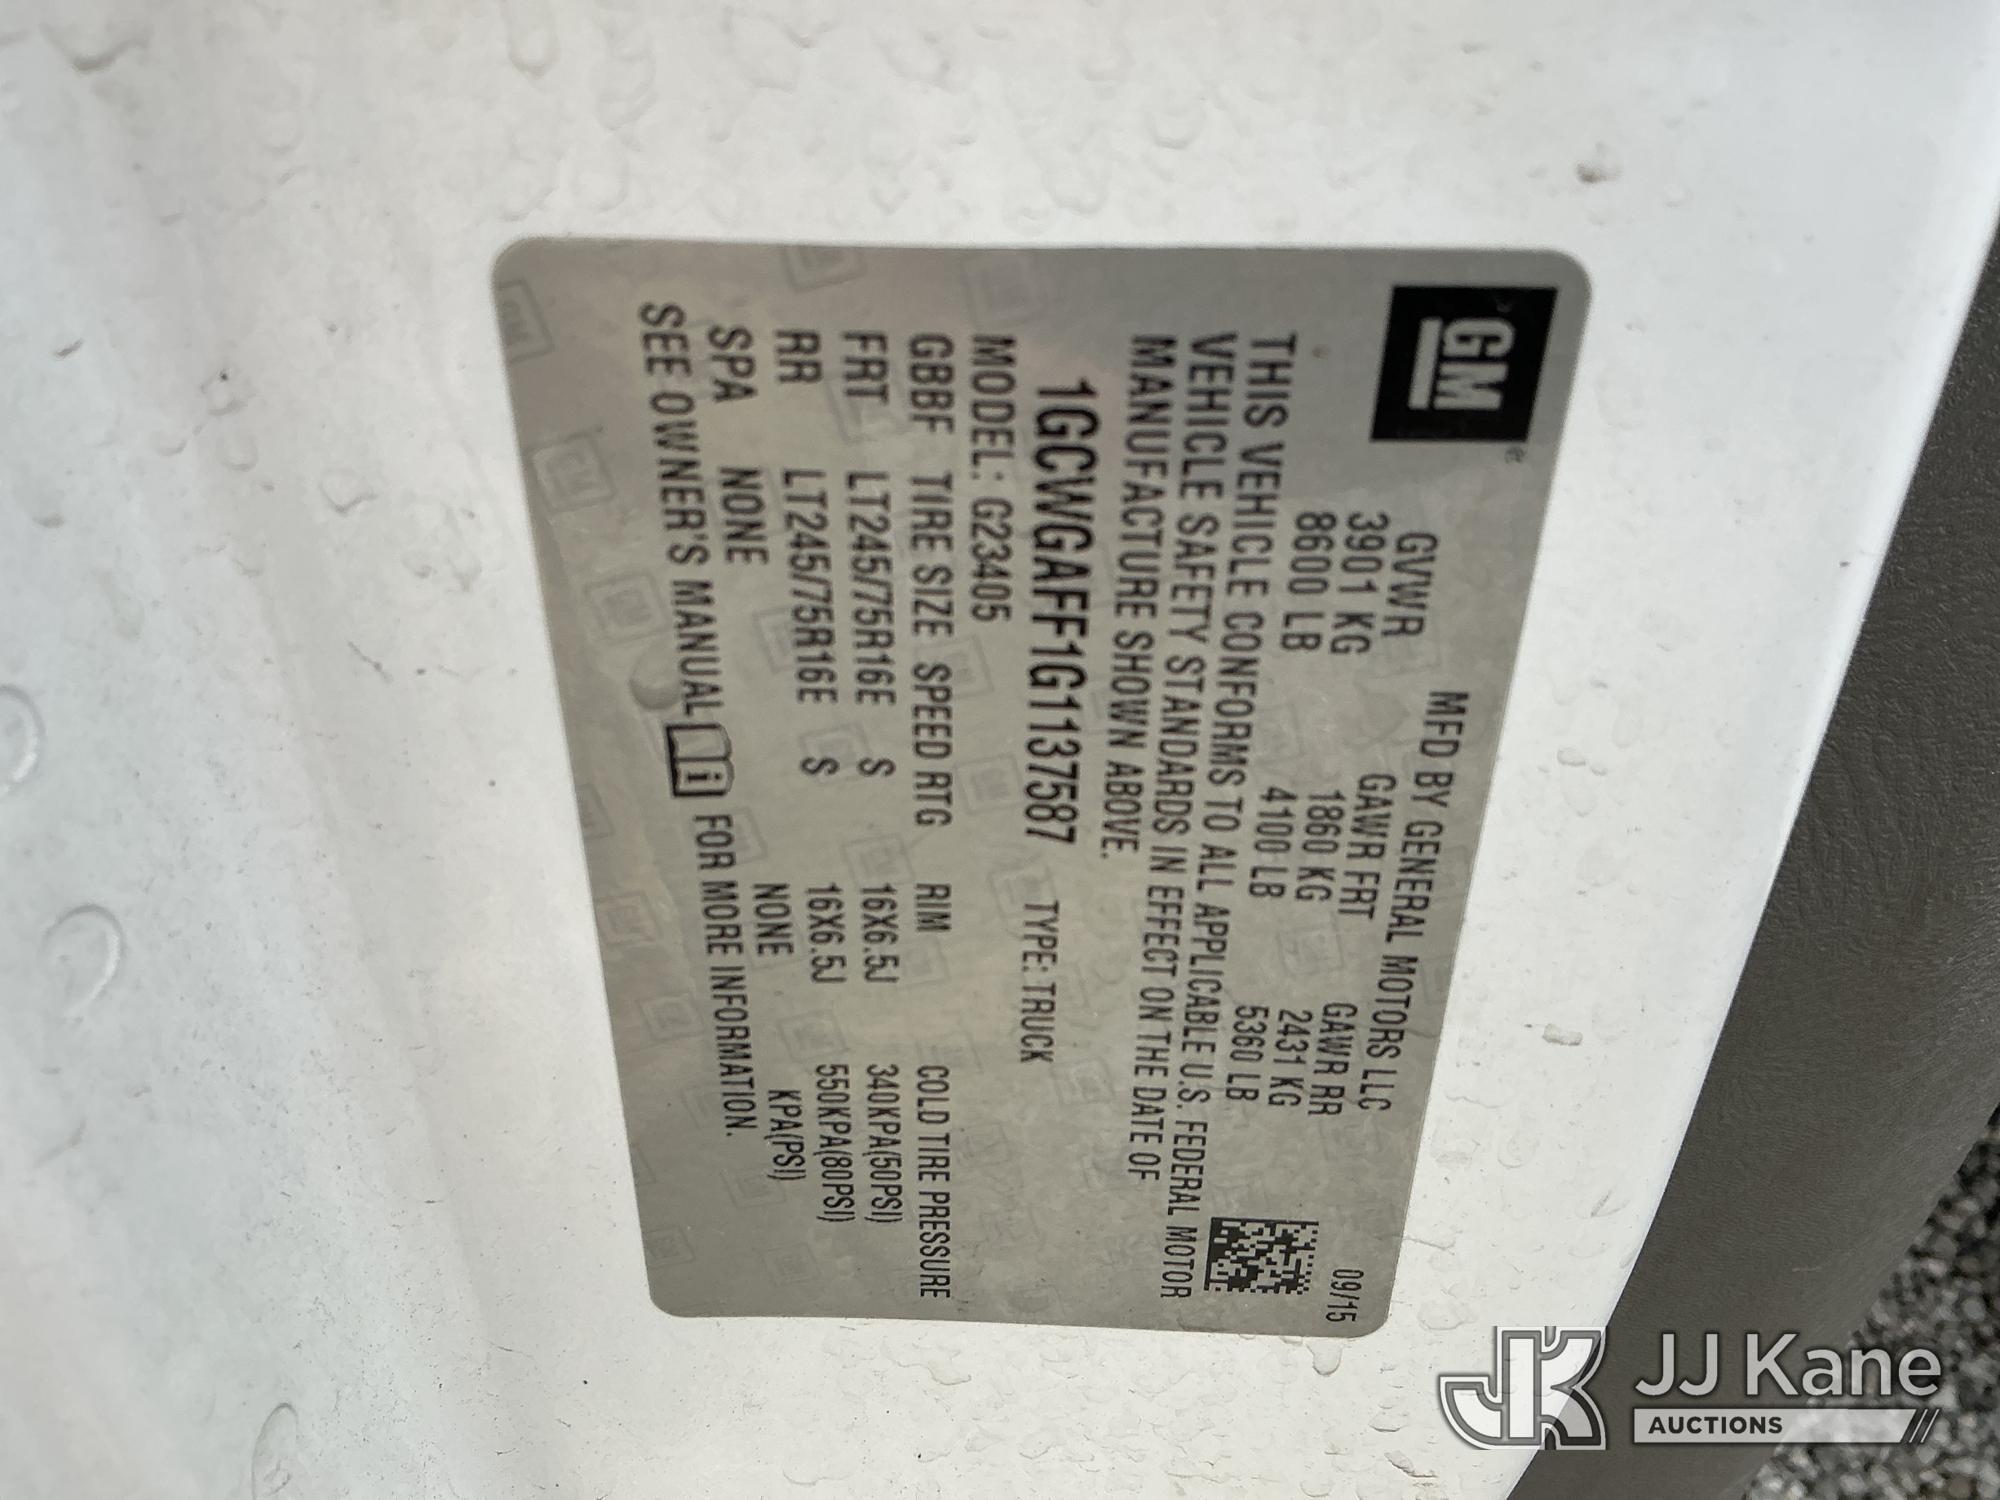 GM
MFD BY GENERAL MOTORS LLC
09/15
GVWR GAWR FRT GAWR RR
3901 KG 1860 KG 2431 KG
8600 LB 4100 LB 5360 LB
THIS VEHICLE CONFORMS TO ALL APPLICABLE U.S. FEDERAL MOTOR
VEHICLE SAFETY STANDARDS IN EFFECT ON THE DATE OF
MANUFACTURE SHOWN ABOVE.
1GCWGAFF1G1137587 TYPE: TRUCK
MODEL: G23405
GBBF TIRE SIZE SPEED RTG RIM COLD TIRE PRESSURE
FRT LT245/75R16E S 16X6.5J 340KPA(50PSI)
RR LT245/75R16E S 16X6.5J 550KPA(80PSI)
SPA NONE NONE KPA(PSI)
SEE OWNER'S MANUAL i FOR MORE INFORMATION.
JK JJ Kane
AUCTIONS